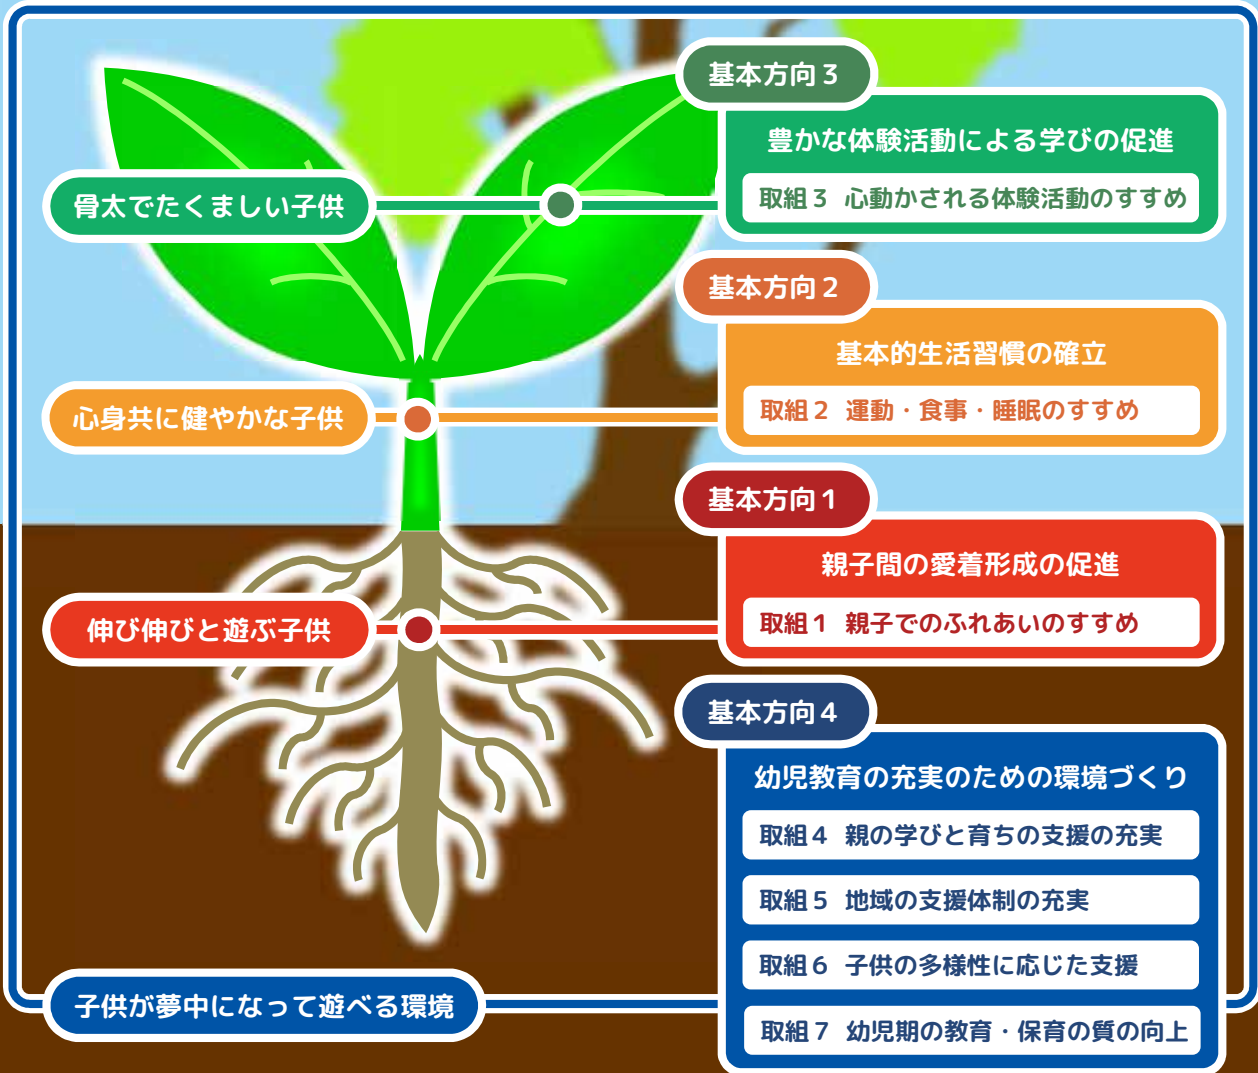 基本方向３
豊かな体験活動による学びの促進
取組３ 心動かされる体験活動のすすめ
骨太でたくましい子供
基本方向２
基本的生活習慣の確立
取組２ 運動・食事・睡眠のすすめ
心身共に健やかな子供
基本方向１
親子間の愛着形成の促進
取組１ 親子でのふれあいのすすめ
伸び伸びと遊ぶ子供
基本方向４
幼児教育の充実のための環境づくり
取組４ 親の学びと育ちの支援の充実
取組５ 地域の支援体制の充実
取組６ 子供の多様性に応じた支援
取組７ 幼児期の教育・保育の質の向上
子供が夢中になって遊べる環境